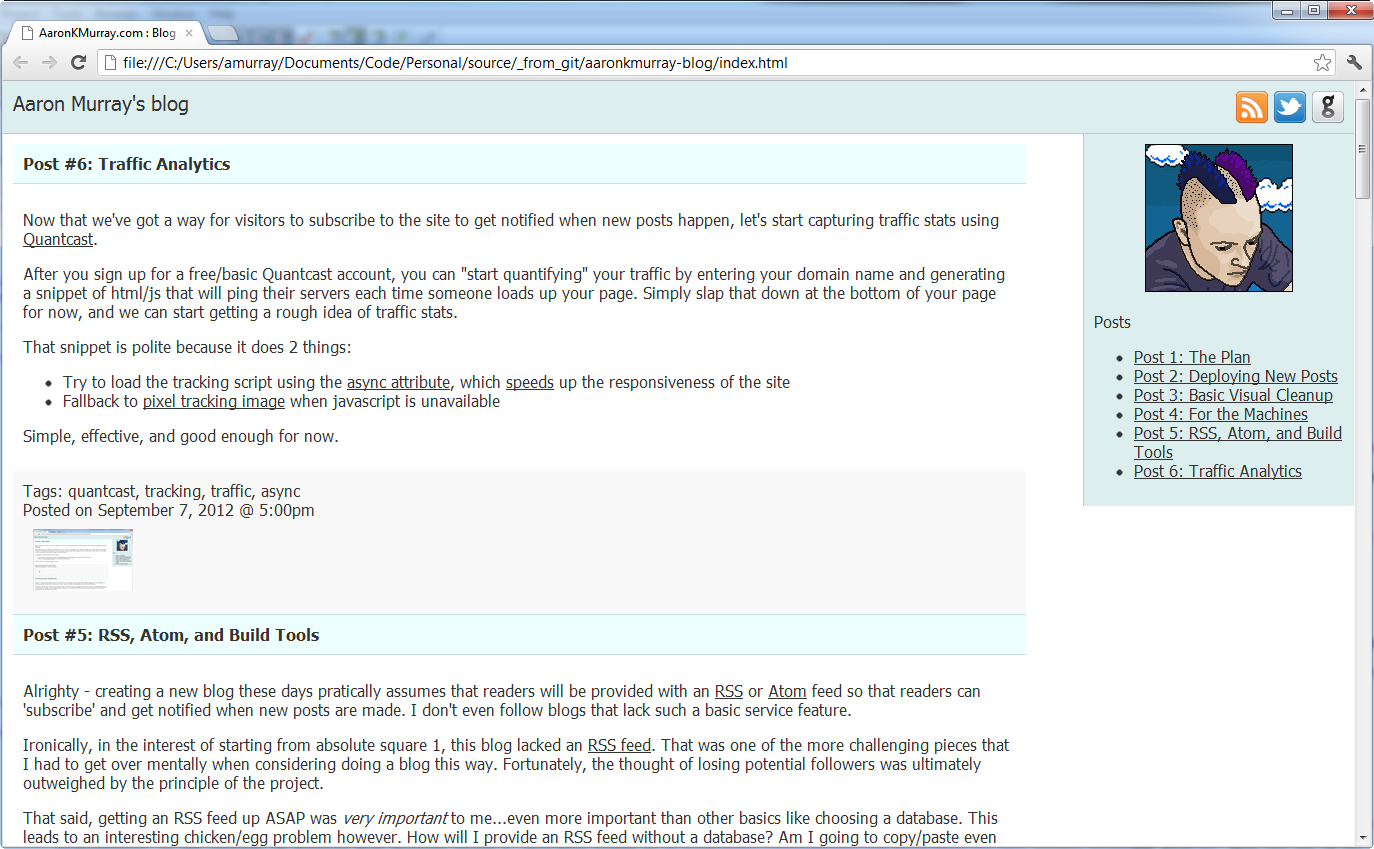 AaronKMurray.com : Blog
file:///C:/Users/amurray/Documents/Code/Personal/source/_from_git/aaronkmurray-blog/index.html
Aaron Murray's blog
g
Post #6: Traffic Analytics
Now that we've got a way for visitors to subscribe to the site to get notified when new posts happen, let's start capturing traffic stats using
Quantcast.
After you sign up for a free/basic Quantcast account, you can "start quantifying" your traffic by entering your domain name and generating
a snippet of html/js that will ping their servers each time someone loads up your page. Simply slap that down at the bottom of your page
for now, and we can start getting a rough idea of traffic stats.
That snippet is polite because it does 2 things:
Try to load the tracking script using the async attribute, which speeds up the responsiveness of the site
Fallback to pixel tracking image when javascript is unavailable
Simple, effective, and good enough for now.
Tags: quantcast, tracking, traffic, async
Posted on September 7, 2012 @ 5:00pm
Post #5: RSS, Atom, and Build Tools
Alrighty - creating a new blog these days pratically assumes that readers will be provided with an RSS or Atom feed so that readers can
'subscribe' and get notified when new posts are made. I don't even follow blogs that lack such a basic service feature.
Ironically, in the interest of starting from absolute square 1, this blog lacked an RSS feed. That was one of the more challenging pieces that
I had to get over mentally when considering doing a blog this way. Fortunately, the thought of losing potential followers was ultimately
outweighed by the principle of the project.
That said, getting an RSS feed up ASAP was very important to me...even more important than other basics like choosing a database. This
leads to an interesting chicken/egg problem however. How will I provide an RSS feed without a database? Am I going to copy/paste even
Posts
Post 1: The Plan
Post 2: Deploying New Posts
Post 3: Basic Visual Cleanup
Post 4: For the Machines
Post 5: RSS, Atom, and Build
Tools
Post 6: Traffic Analytics